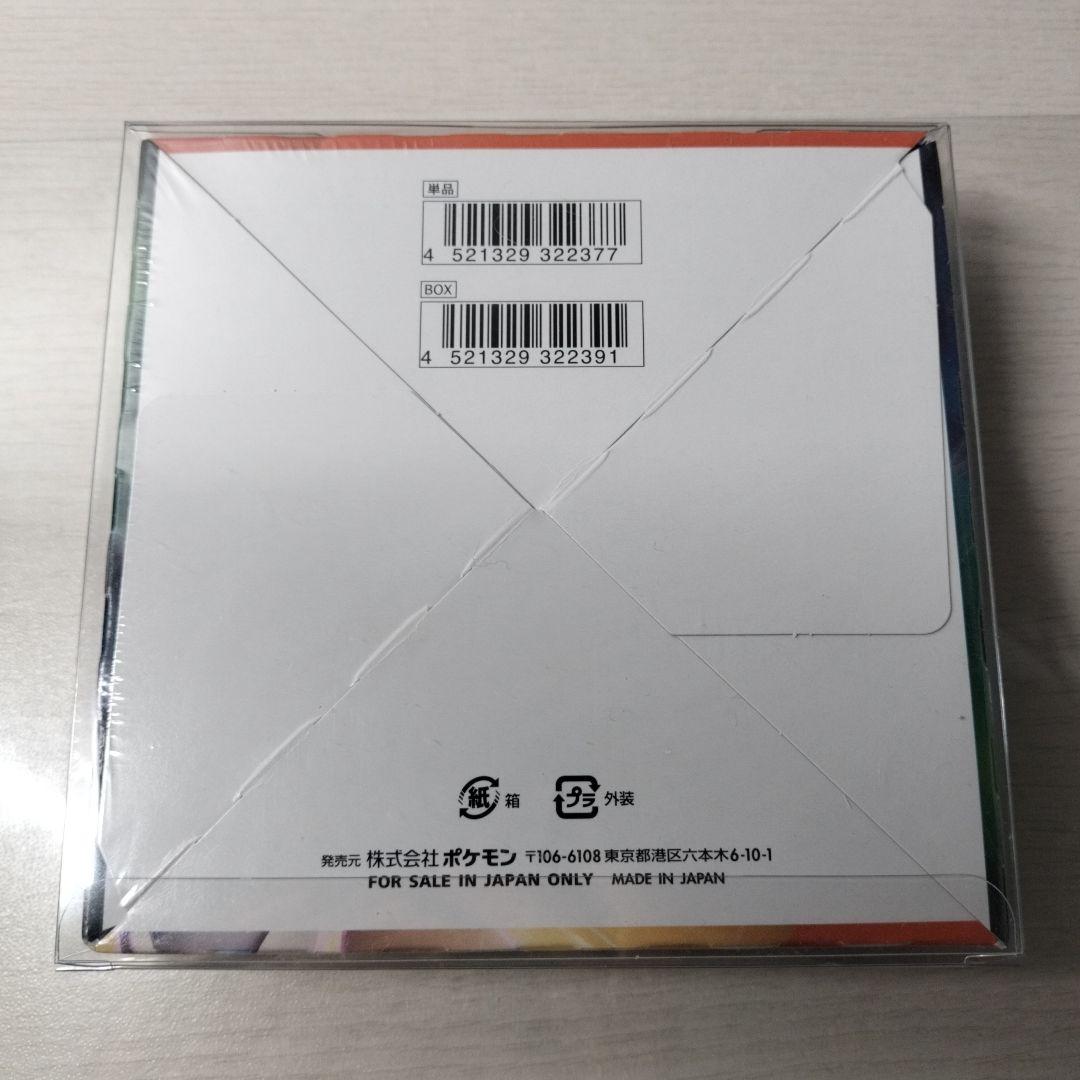 単品
4 521329 322377
BOX
4 521329 322391
紙 箱 プラ 外装
発売元 株式会社 ポケモン 〒106-6108 東京都港区六本木6-10-1
FOR SALE IN JAPAN ONLY MADE IN JAPAN